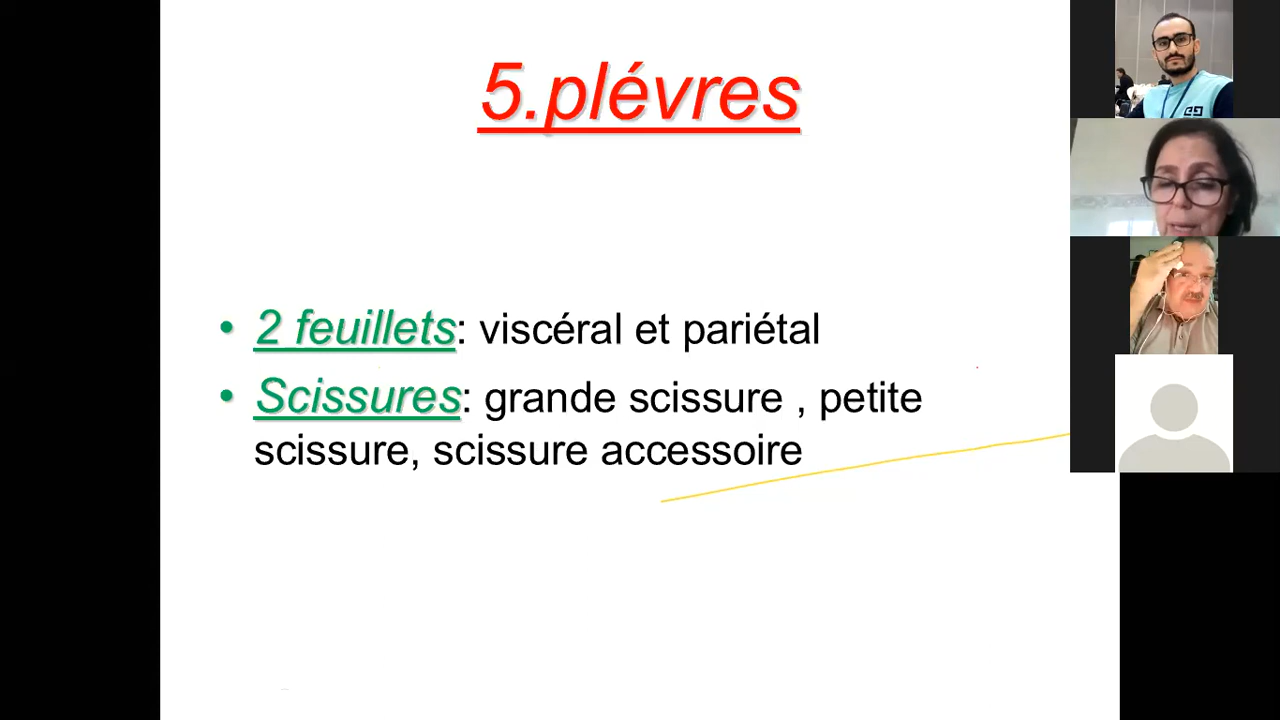 5.plévres
• 2 feuillets: viscéral et pariétal
• Scissures: grande scissure , petite
scissure, scissure accessoire